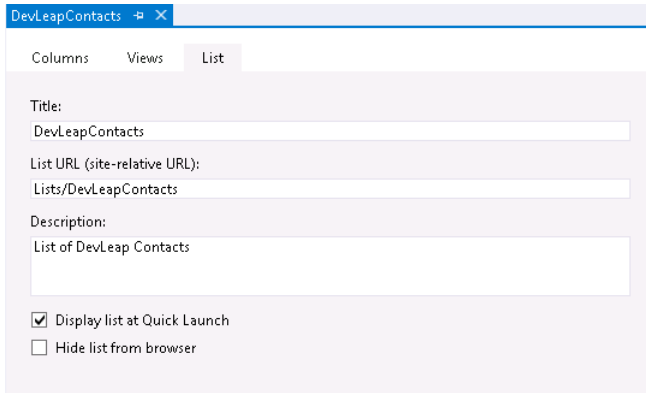 DevLeapContacts
Columns Views List
Title:
DevLeapContacts
List URL (site-relative URL):
Lists/DevLeapContacts
Description:
List of DevLeap Contacts
Display list at Quick Launch
Hide list from browser